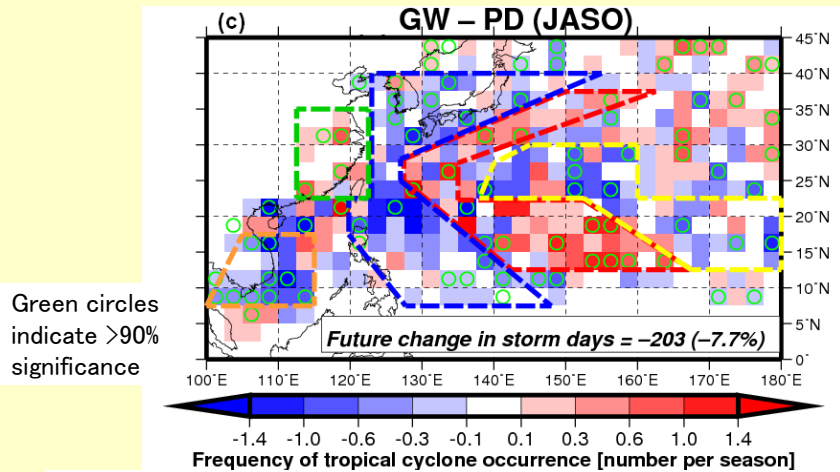 (c) GW – PD (JASO)
45°N
40°N
35°N
30°N
25°N
20°N
15°N
10°N
5°N
0°
Green circles
indicate >90%
significance
Future change in storm days = –203 (–7.7%)
100°E 110°E 120°E 130°E 140°E 150°E 160°E 170°E 180°E
-1.4 -1.0 -0.6 -0.3 -0.1 0.1 0.3 0.6 1.0 1.4
Frequency of tropical cyclone occurrence [number per season]